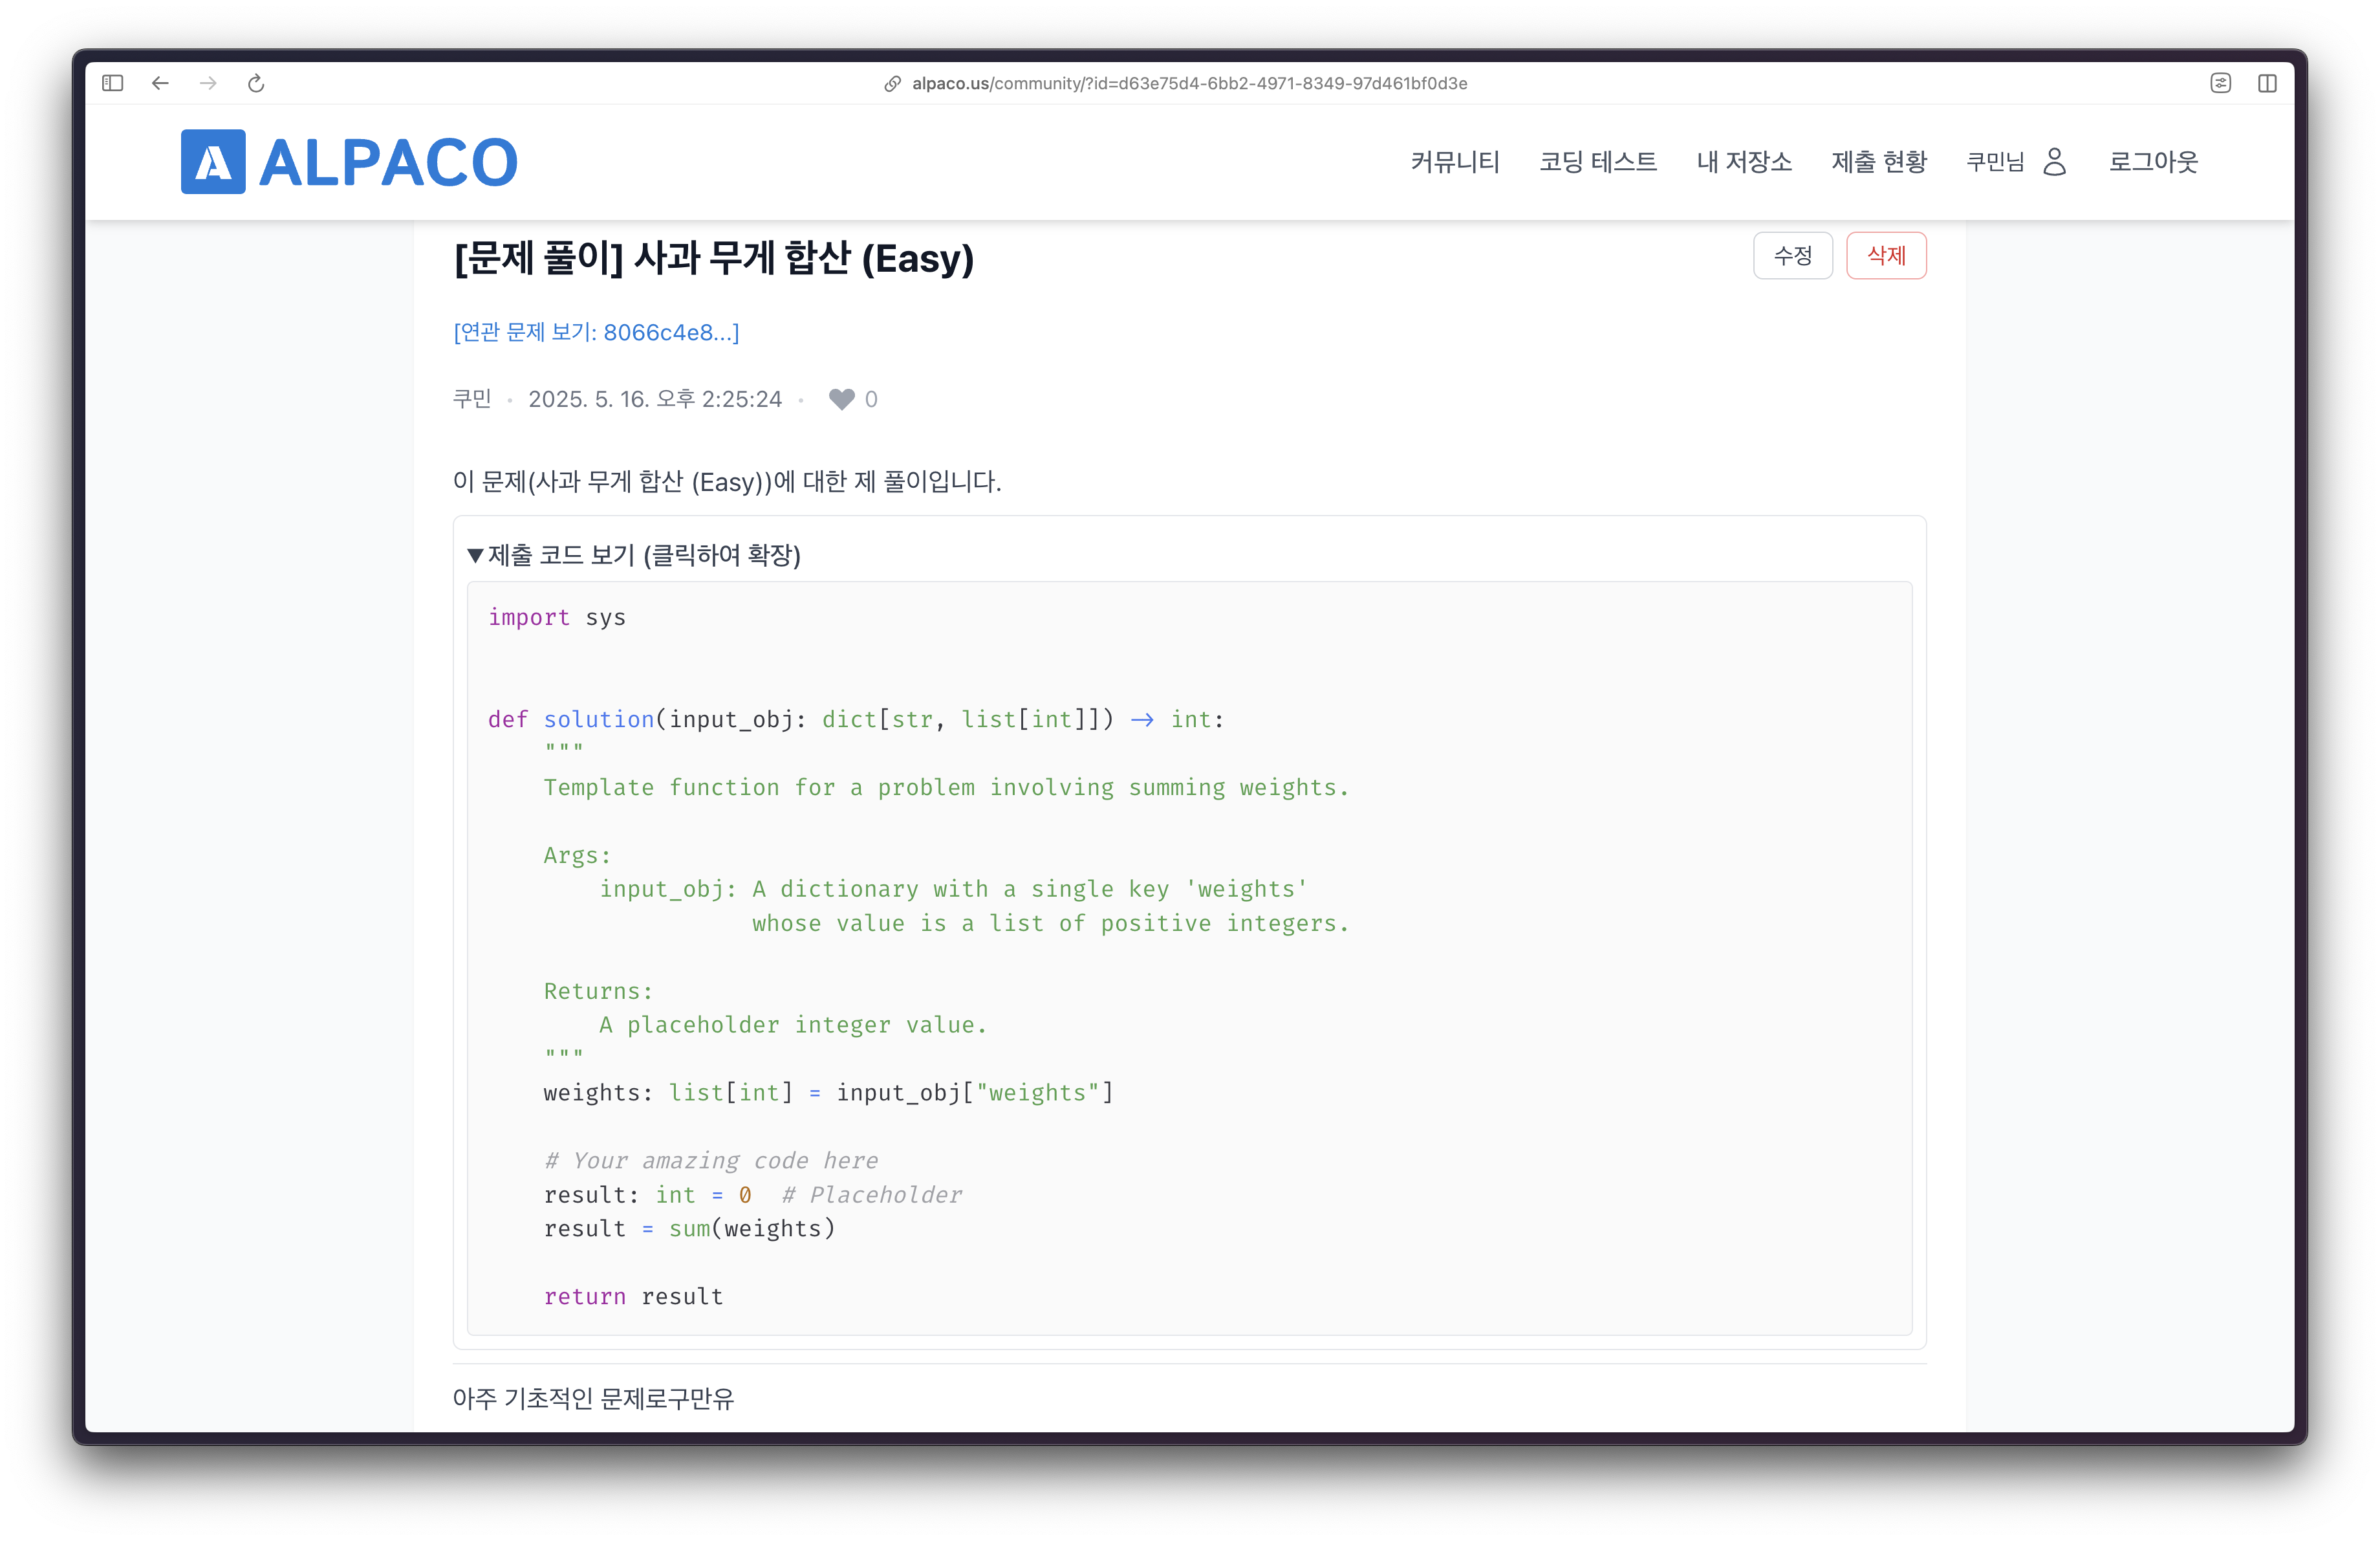 alpaco.us/community/?id=d63e75d4-6bb2-4971-8349-97d461bf0d3e
A ALPACO
커뮤니티 코딩 테스트 내 저장소 제출 현황 쿠민님 로그아웃
[문제 풀이] 사과 무게 합산 (Easy)
수정 삭제
[연관 문제 보기: 8066c4e8...]
쿠민 • 2025. 5. 16. 오후 2:25:24 • 0
이 문제(사과 무게 합산 (Easy))에 대한 제 풀이입니다.
▼제출 코드 보기 (클릭하여 확장)
import sys
def solution(input_obj: dict[str, list[int]]) -> int:
    """
    Template function for a problem involving summing weights.
    Args:
        input_obj: A dictionary with a single key 'weights'
                   whose value is a list of positive integers.
    Returns:
        A placeholder integer value.
    """
    weights: list[int] = input_obj["weights"]
    # Your amazing code here
    result: int = 0  # Placeholder
    result = sum(weights)
    return result
아주 기초적인 문제로구만유